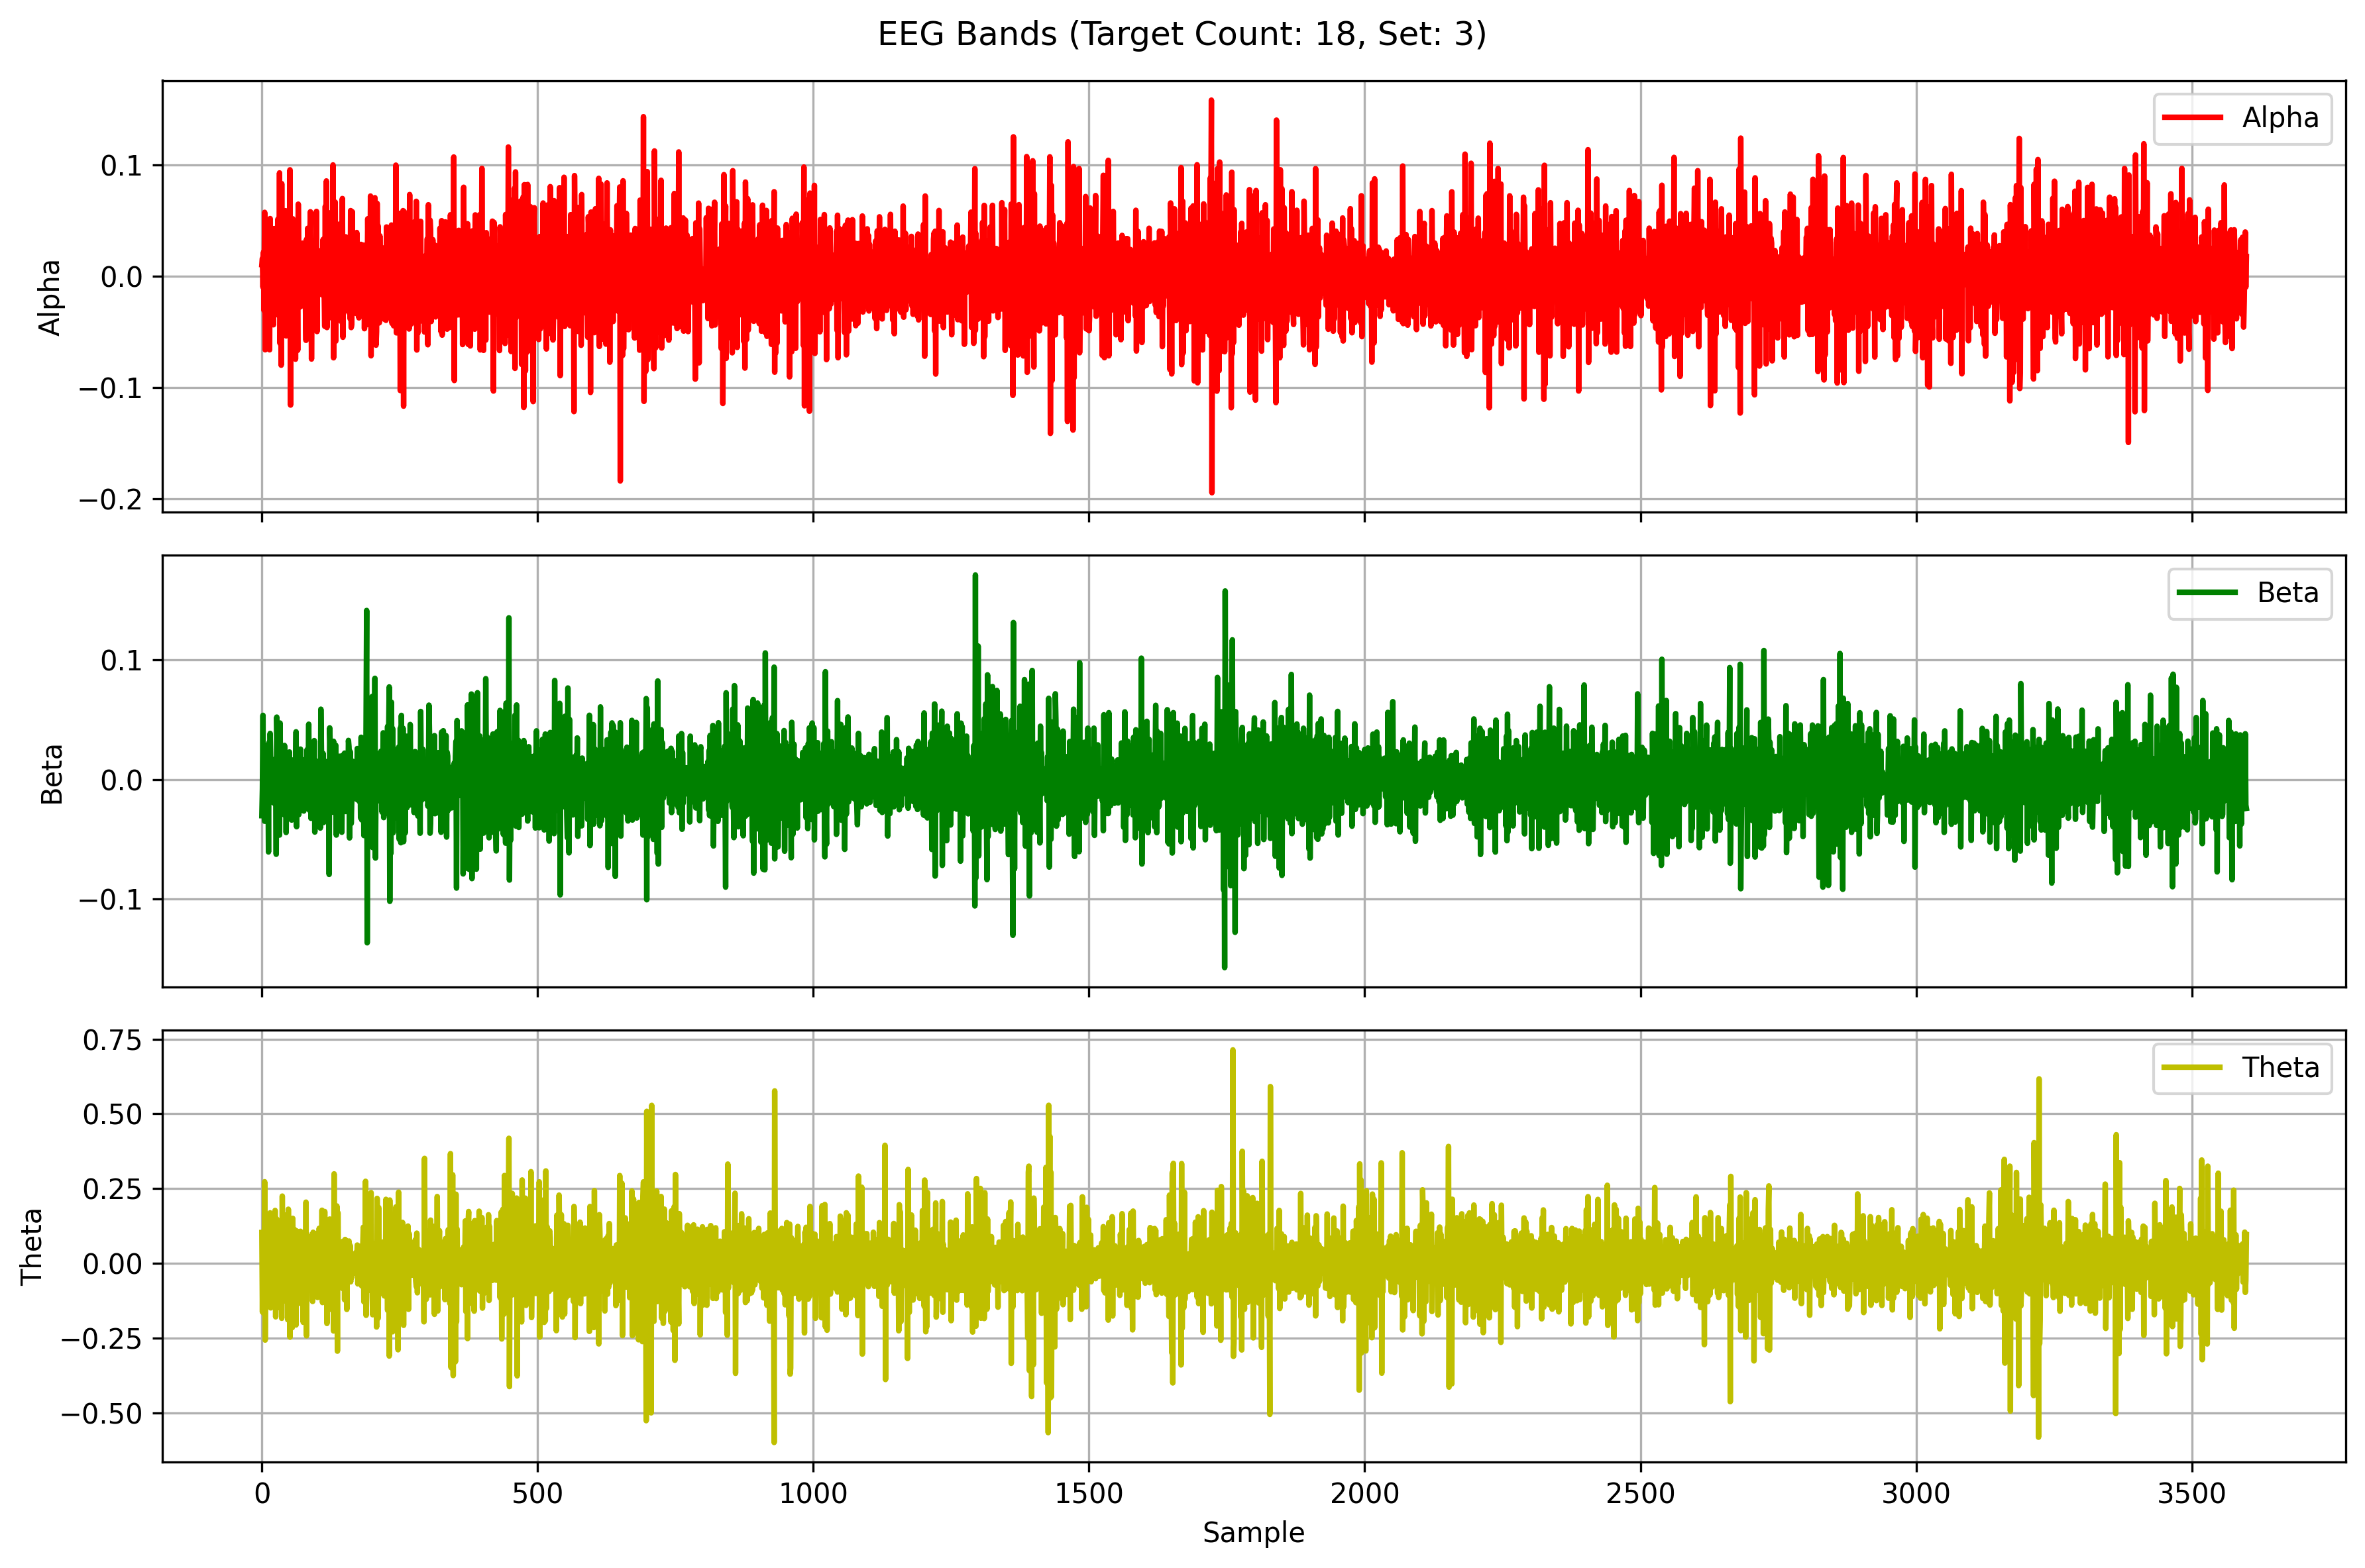 EEG Bands (Target Count: 18, Set: 3)
Alpha
0.1
0.0
−0.1
−0.2
Alpha
Beta
0.1
0.0
−0.1
Beta
Theta
0.75
0.50
0.25
0.00
−0.25
−0.50
Theta
0 500 1000 1500 2000 2500 3000 3500
Sample